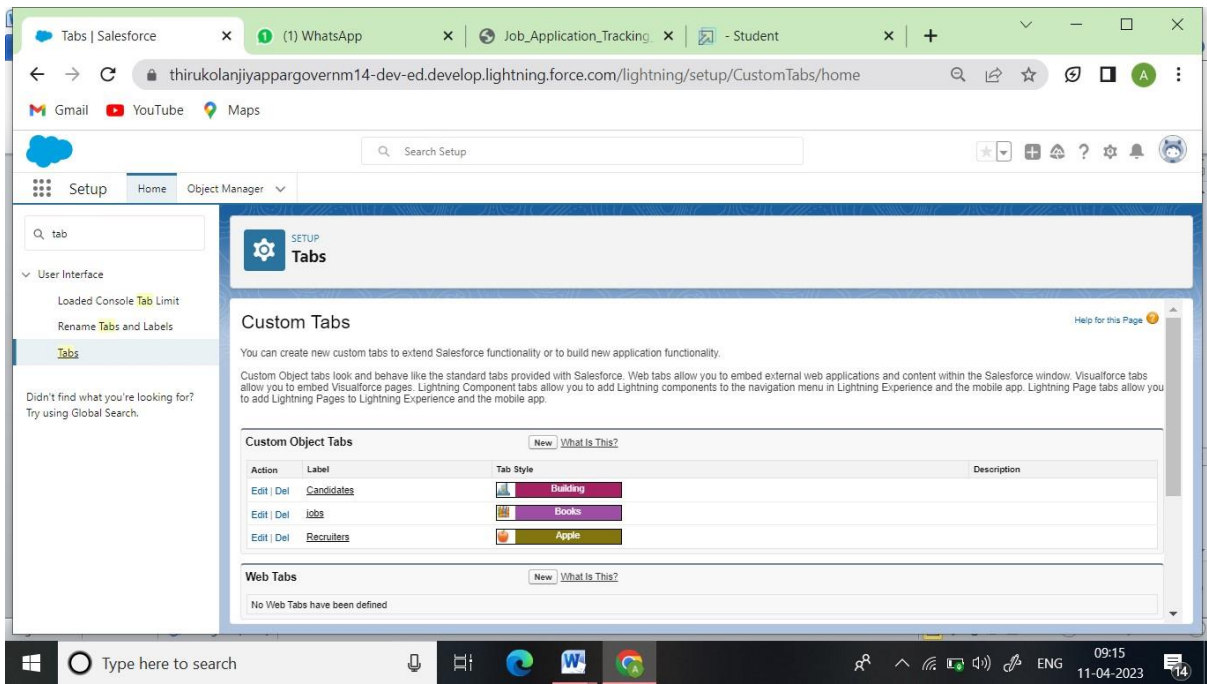 Tabs | Salesforce
(1) WhatsApp
Job_Application_Tracking_
- Student
thirukolanjiyappargovernm14-dev-ed.develop.lightning.force.com/lightning/setup/CustomTabs/home
A
Gmail YouTube Maps
Search Setup
Setup Home Object Manager
tab
User Interface
Loaded Console Tab Limit
Rename Tabs and Labels
Tabs
Didn't find what you're looking for?
Try using Global Search.
SETUP
Tabs
Custom Tabs
Help for this Page
You can create new custom tabs to extend Salesforce functionality or to build new application functionality.
Custom Object tabs look and behave like the standard tabs provided with Salesforce. Web tabs allow you to embed external web applications and content within the Salesforce window. Visualforce tabs
allow you to embed Visualforce pages. Lightning Component tabs allow you to add Lightning components to the navigation menu in Lightning Experience and the mobile app. Lightning Page tabs allow you
to add Lightning Pages to Lightning Experience and the mobile app.
Custom Object Tabs New What Is This?
Action Label Tab Style Description
Edit | Del Candidates Building
Edit | Del jobs Books
Edit | Del Recruiters Apple
Web Tabs New What Is This?
No Web Tabs have been defined
Type here to search
ENG
09:15
11-04-2023
14